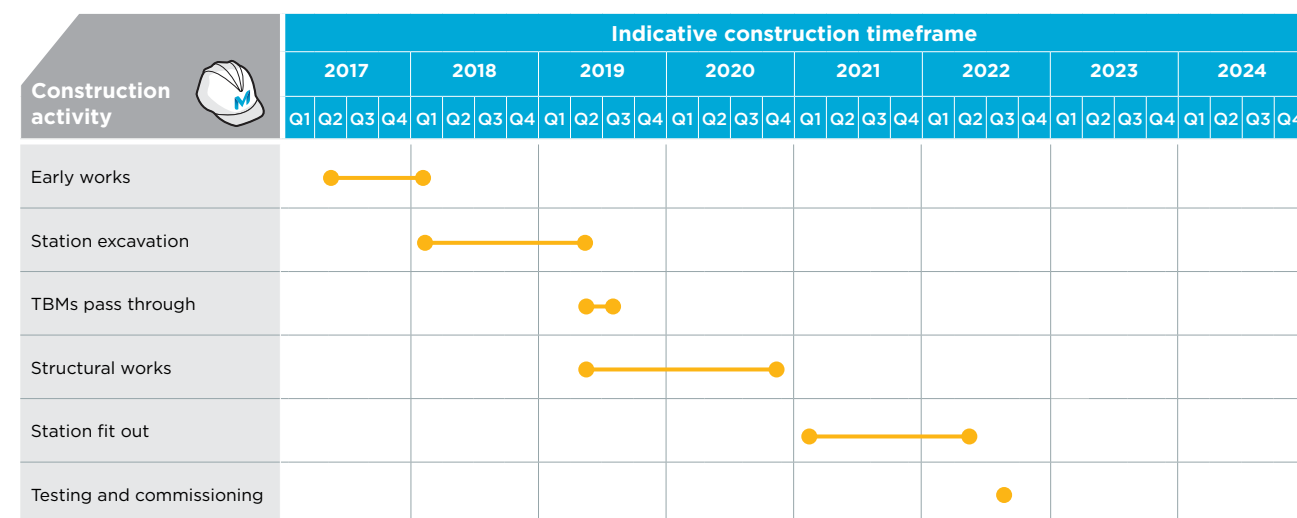 Indicative construction timeframe
Construction
activity
M
2017 2018 2019 2020 2021 2022 2023 2024
Q1 Q2 Q3 Q4 Q1 Q2 Q3 Q4 Q1 Q2 Q3 Q4 Q1 Q2 Q3 Q4 Q1 Q2 Q3 Q4 Q1 Q2 Q3 Q4 Q1 Q2 Q3 Q4 Q1 Q2 Q3 Q4
Early works
Station excavation
TBMs pass through
Structural works
Station fit out
Testing and commissioning